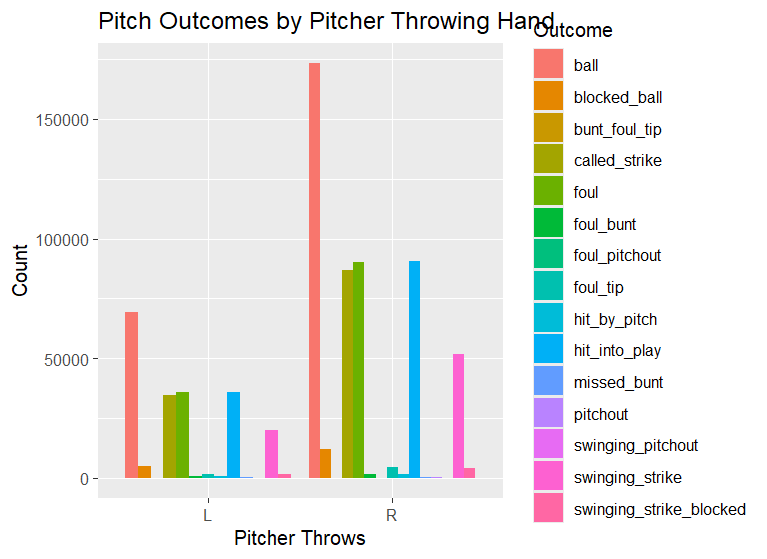 Pitch Outcomes by Pitcher Throwing Hand
Outcome
ball
blocked_ball
bunt_foul_tip
called_strike
foul
foul_bunt
foul_pitchout
foul_tip
hit_by_pitch
hit_into_play
missed_bunt
pitchout
swinging_pitchout
swinging_strike
swinging_strike_blocked
Count
150000
100000
50000
0
L
R
Pitcher Throws